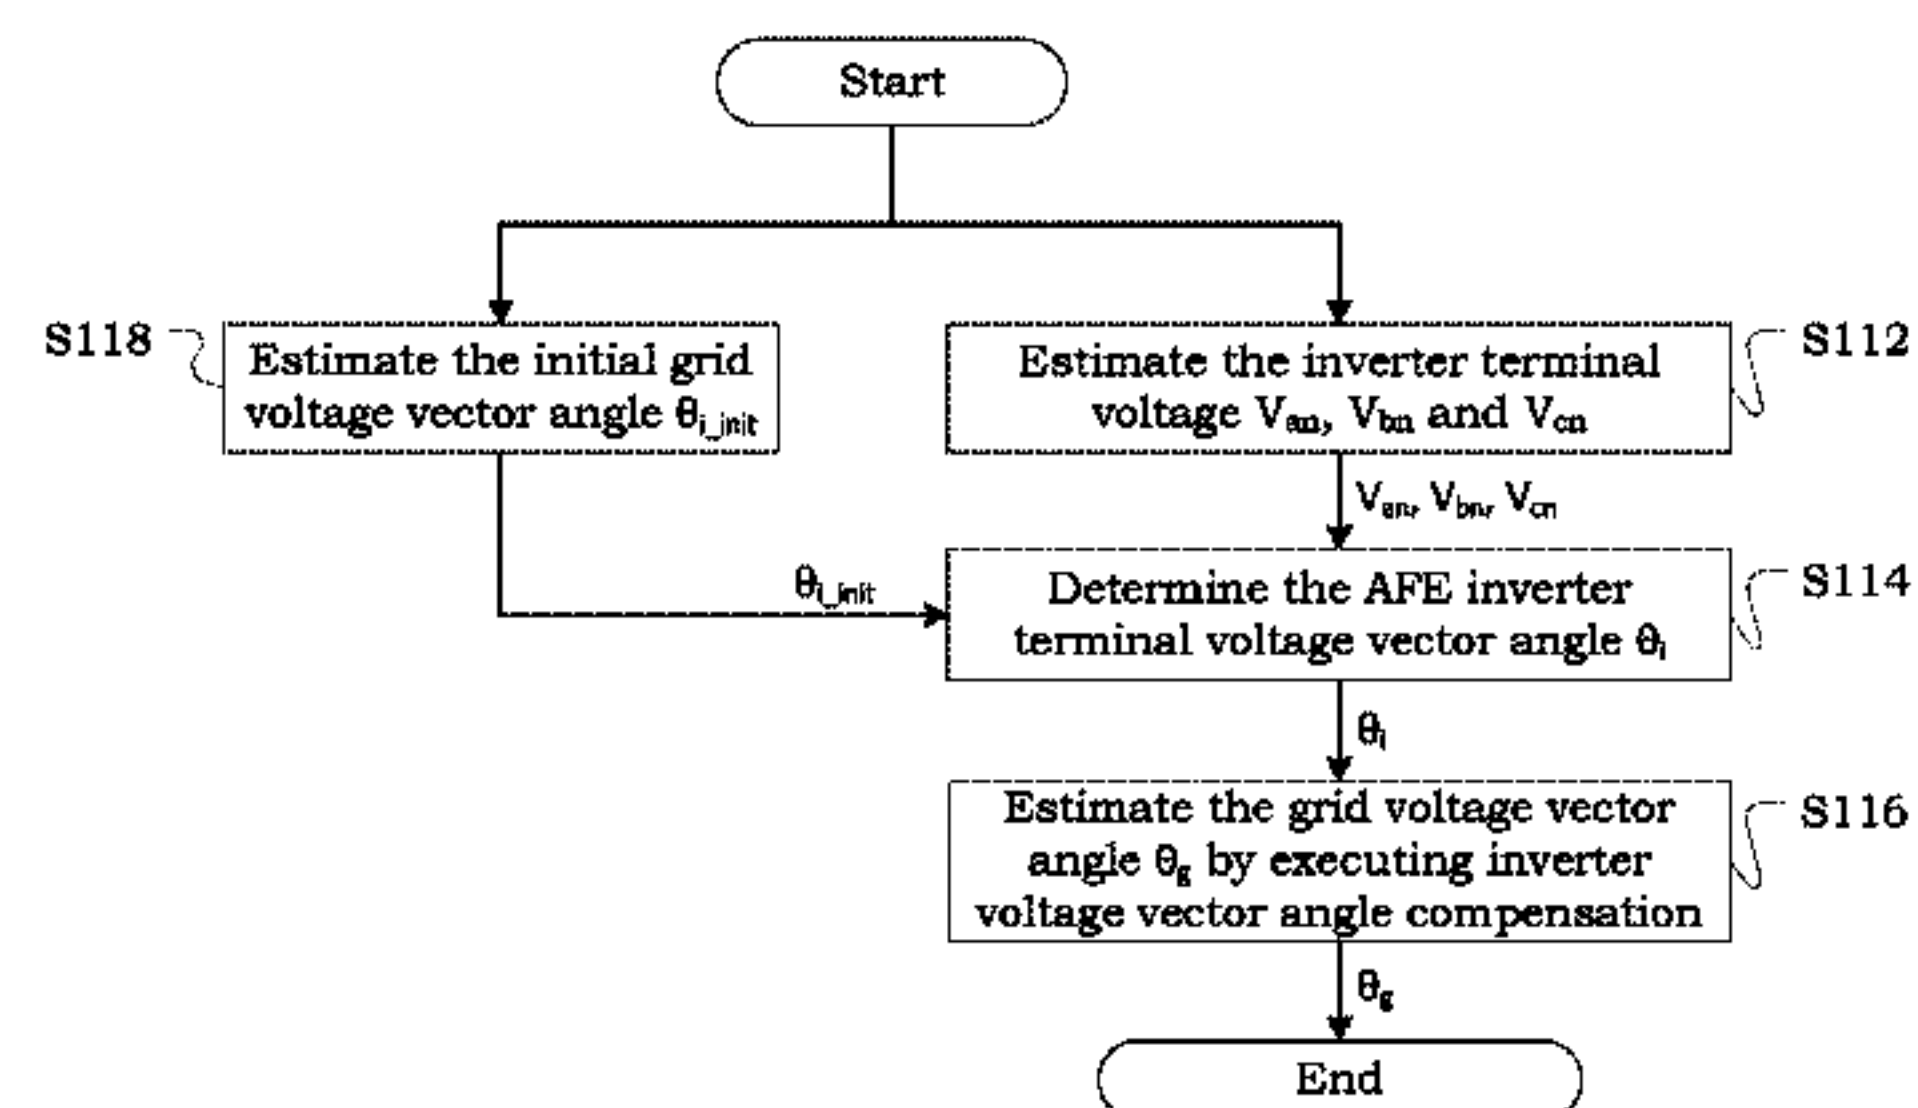 Start
S118
Estimate the initial grid
voltage vector angle θi_init
Estimate the inverter terminal
voltage Van, Vbn and Vcn
S112
Van, Vbn, Vcn
θi_init
Determine the AFE inverter
terminal voltage vector angle θi
S114
θi
Estimate the grid voltage vector
angle θg by executing inverter
voltage vector angle compensation
S116
θg
End